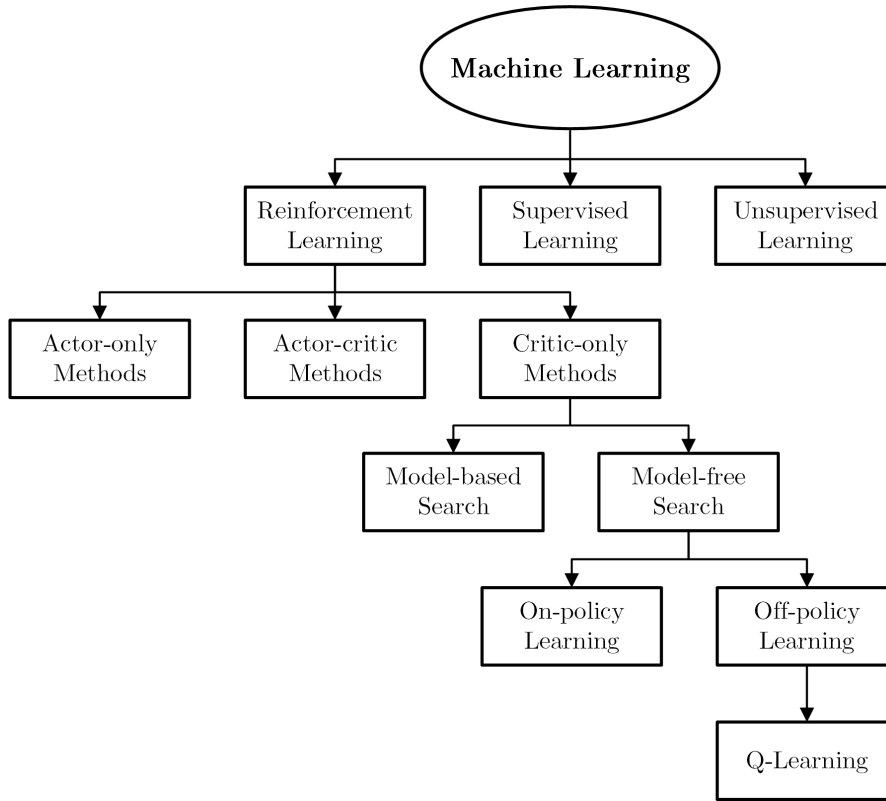 Machine Learning
Reinforcement
Learning
Supervised
Learning
Unsupervised
Learning
Actor-only
Methods
Actor-critic
Methods
Critic-only
Methods
Model-based
Search
Model-free
Search
On-policy
Learning
Off-policy
Learning
Q-Learning